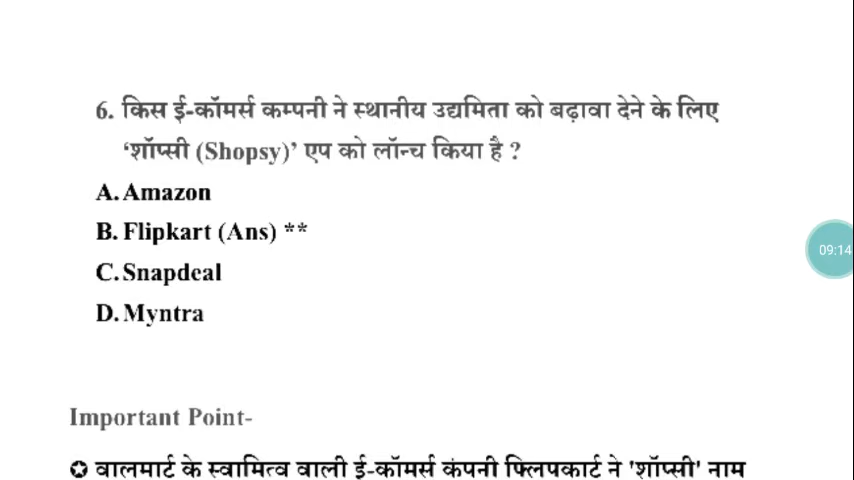 6. किस ई-कॉमर्स कम्पनी ने स्थानीय उद्यमिता को बढ़ावा देने के लिए
‘शॉप्सी (Shopsy)’ एप को लॉन्च किया है ?
A. Amazon
B. Flipkart (Ans) **
C. Snapdeal
D. Myntra
09:14
Important Point-
✪ वालमार्ट के स्वामित्व वाली ई-कॉमर्स कंपनी फ्लिपकार्ट ने 'शॉप्सी' नाम